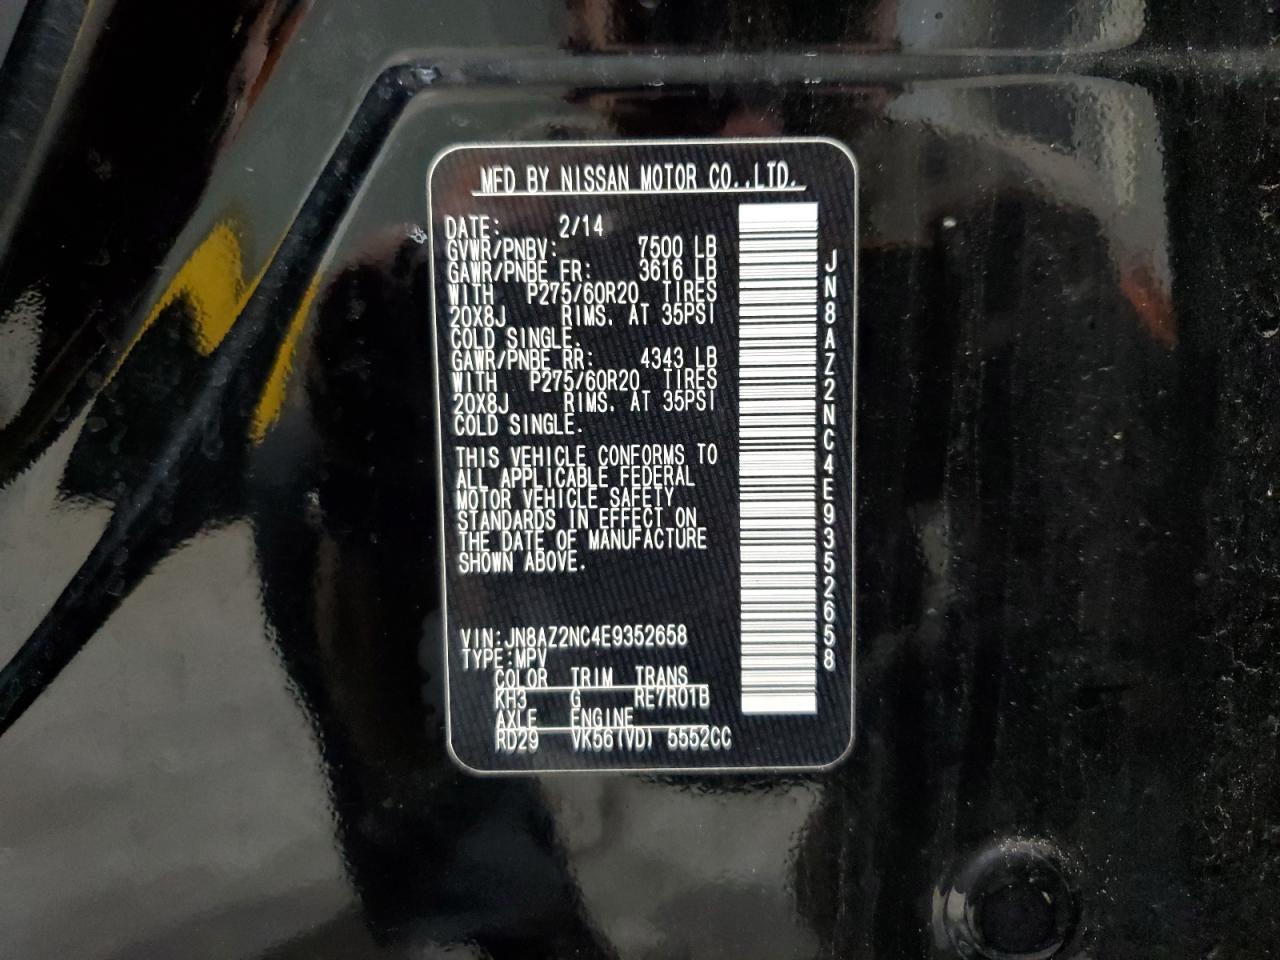 MFD BY NISSAN MOTOR CO.,LTD.
DATE: 2/14
GVWR/PNBV: 7500 LB
GAWR/PNBE FR: 3616 LB
WITH P275/60R20 TIRES
20X8J RIMS. AT 35PSI
COLD SINGLE.
GAWR/PNBE RR: 4343 LB
WITH P275/60R20 TIRES
20X8J RIMS. AT 35PSI
COLD SINGLE.
THIS VEHICLE CONFORMS TO
ALL APPLICABLE FEDERAL
MOTOR VEHICLE SAFETY
STANDARDS IN EFFECT ON
THE DATE OF MANUFACTURE
SHOWN ABOVE.
VIN:JN8AZ2NC4E9352658
TYPE:MPV
COLOR TRIM TRANS
KH3 G RE7R01B
AXLE ENGINE
RD29 VK56(VD) 5552CC
JN8AZ2NC4E9352658